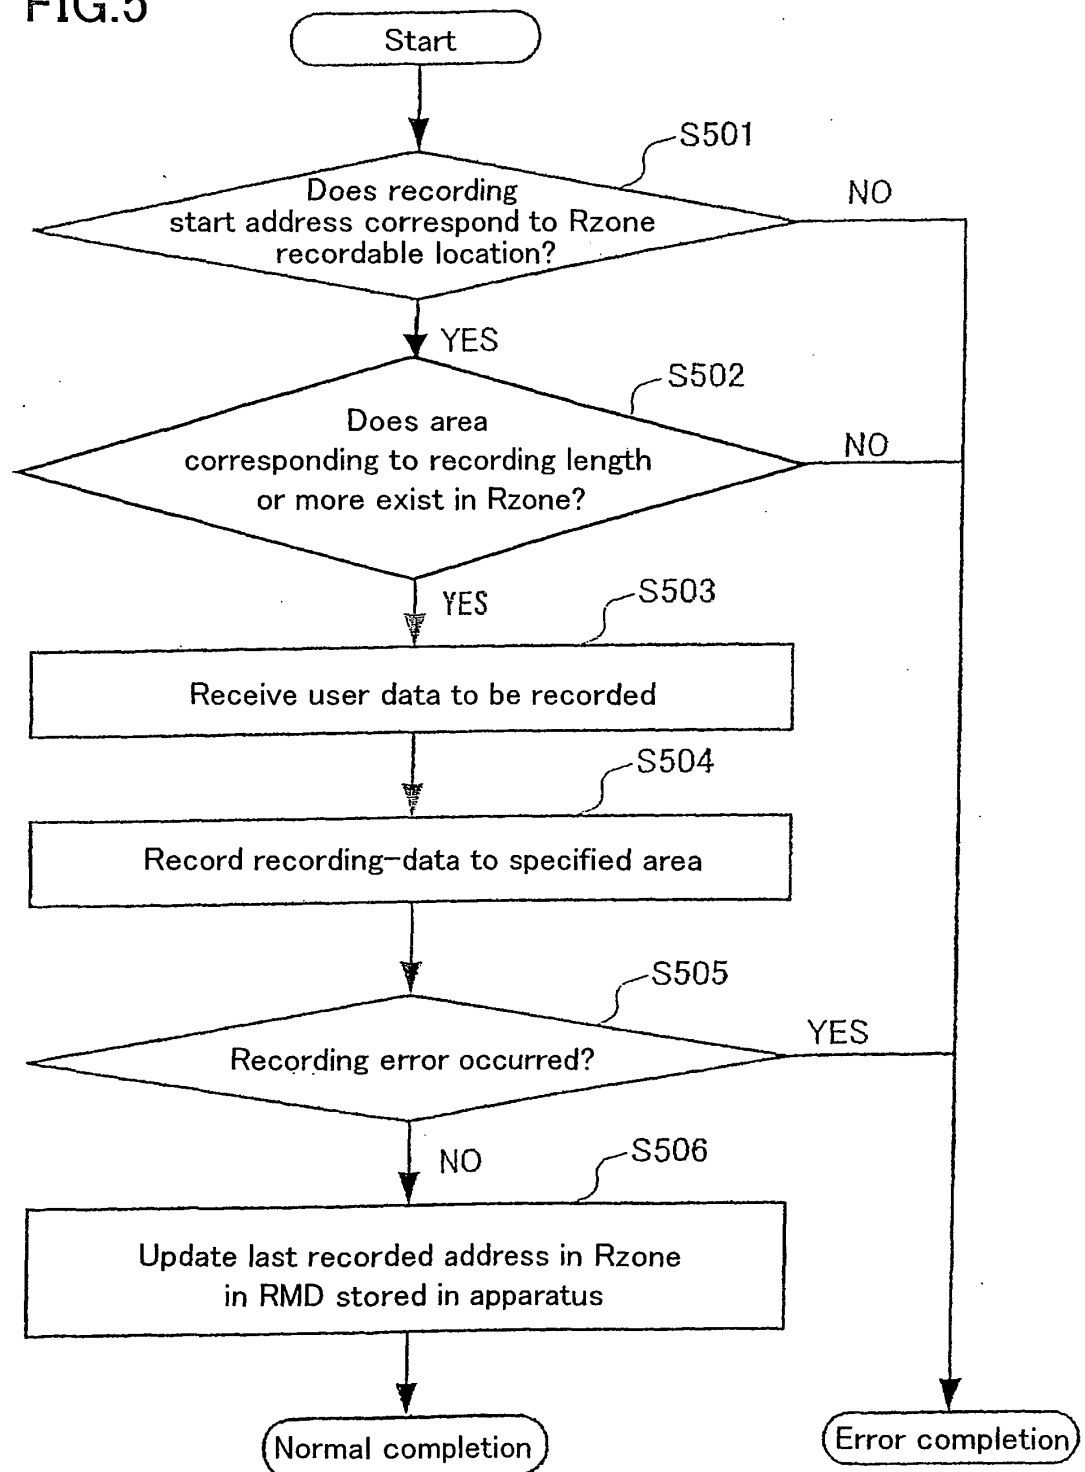 FIG.5
Start
S501
Does recording
start address correspond to Rzone
recordable location?
NO
YES
S502
Does area
corresponding to recording length
or more exist in Rzone?
NO
YES
S503
Receive user data to be recorded
S504
Record recording-data to specified area
S505
Recording error occurred?
YES
NO
S506
Update last recorded address in Rzone
in RMD stored in apparatus
Normal completion
Error completion